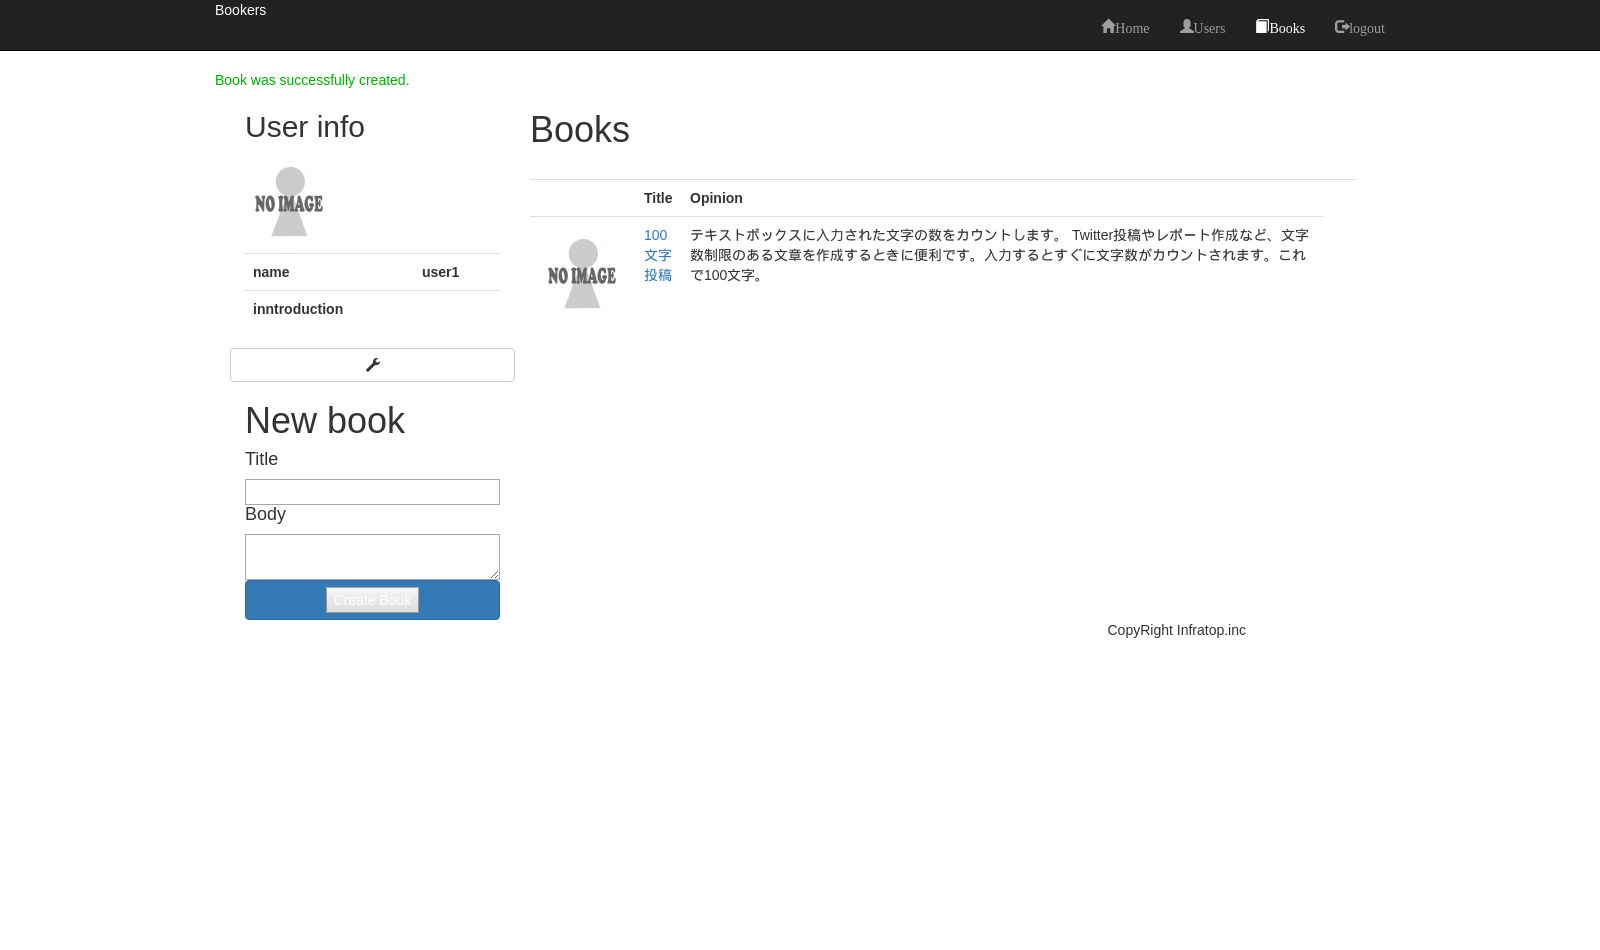 Bookers
Home Users Books logout
Book was successfully created.
User info
NO IMAGE
name user1
inntroduction
New book
Title
Body
Create Book
Books
Title Opinion
NO IMAGE
100
文字
投稿
テキストボックスに入力された文字の数をカウントします。 Twitter投稿やレポート作成など、文字
数制限のある文章を作成するときに便利です。入力するとすぐに文字数がカウントされます。これ
で100文字。
CopyRight Infratop.inc